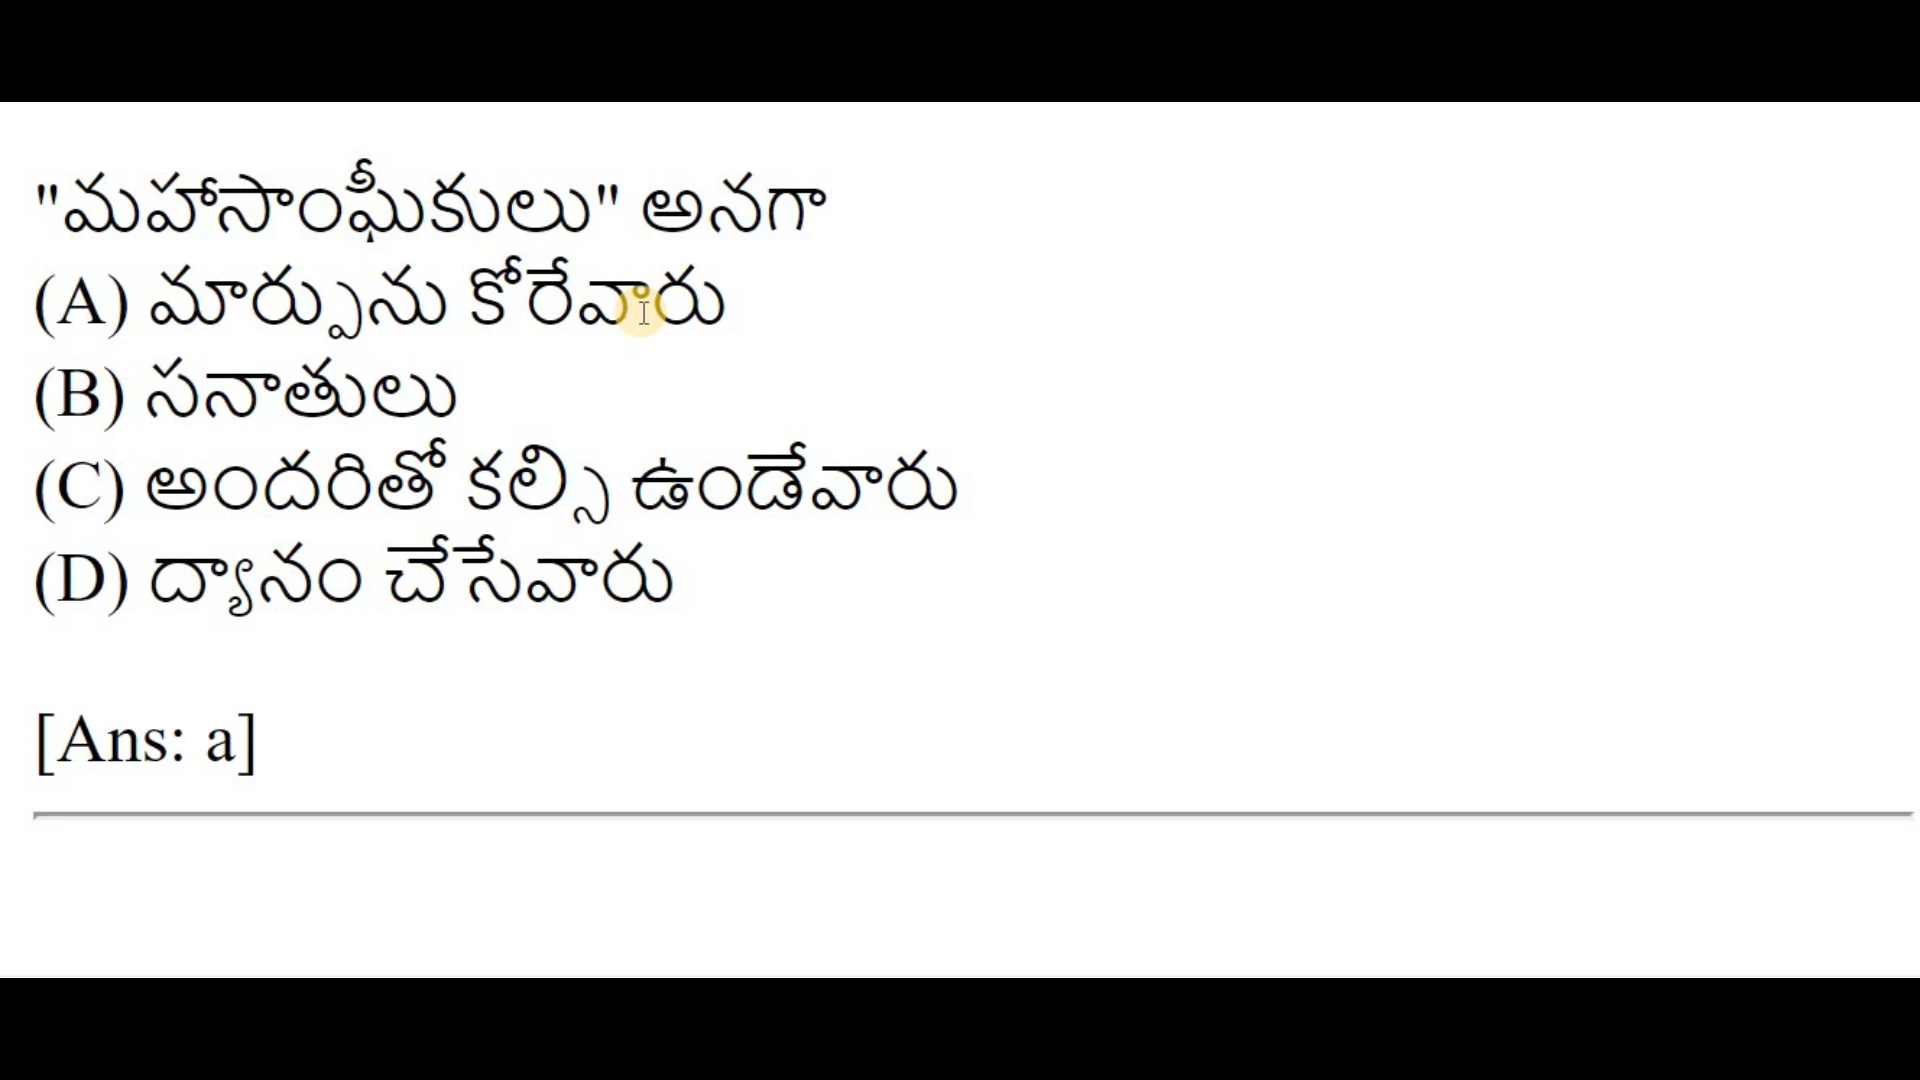 "మహాసాంఘీకులు" అనగా
(A) మార్పును కోరేవారు
(B) సనాతులు
(C) అందరితో కల్సి ఉండేవారు
(D) ద్యానం చేసేవారు
[Ans: a]